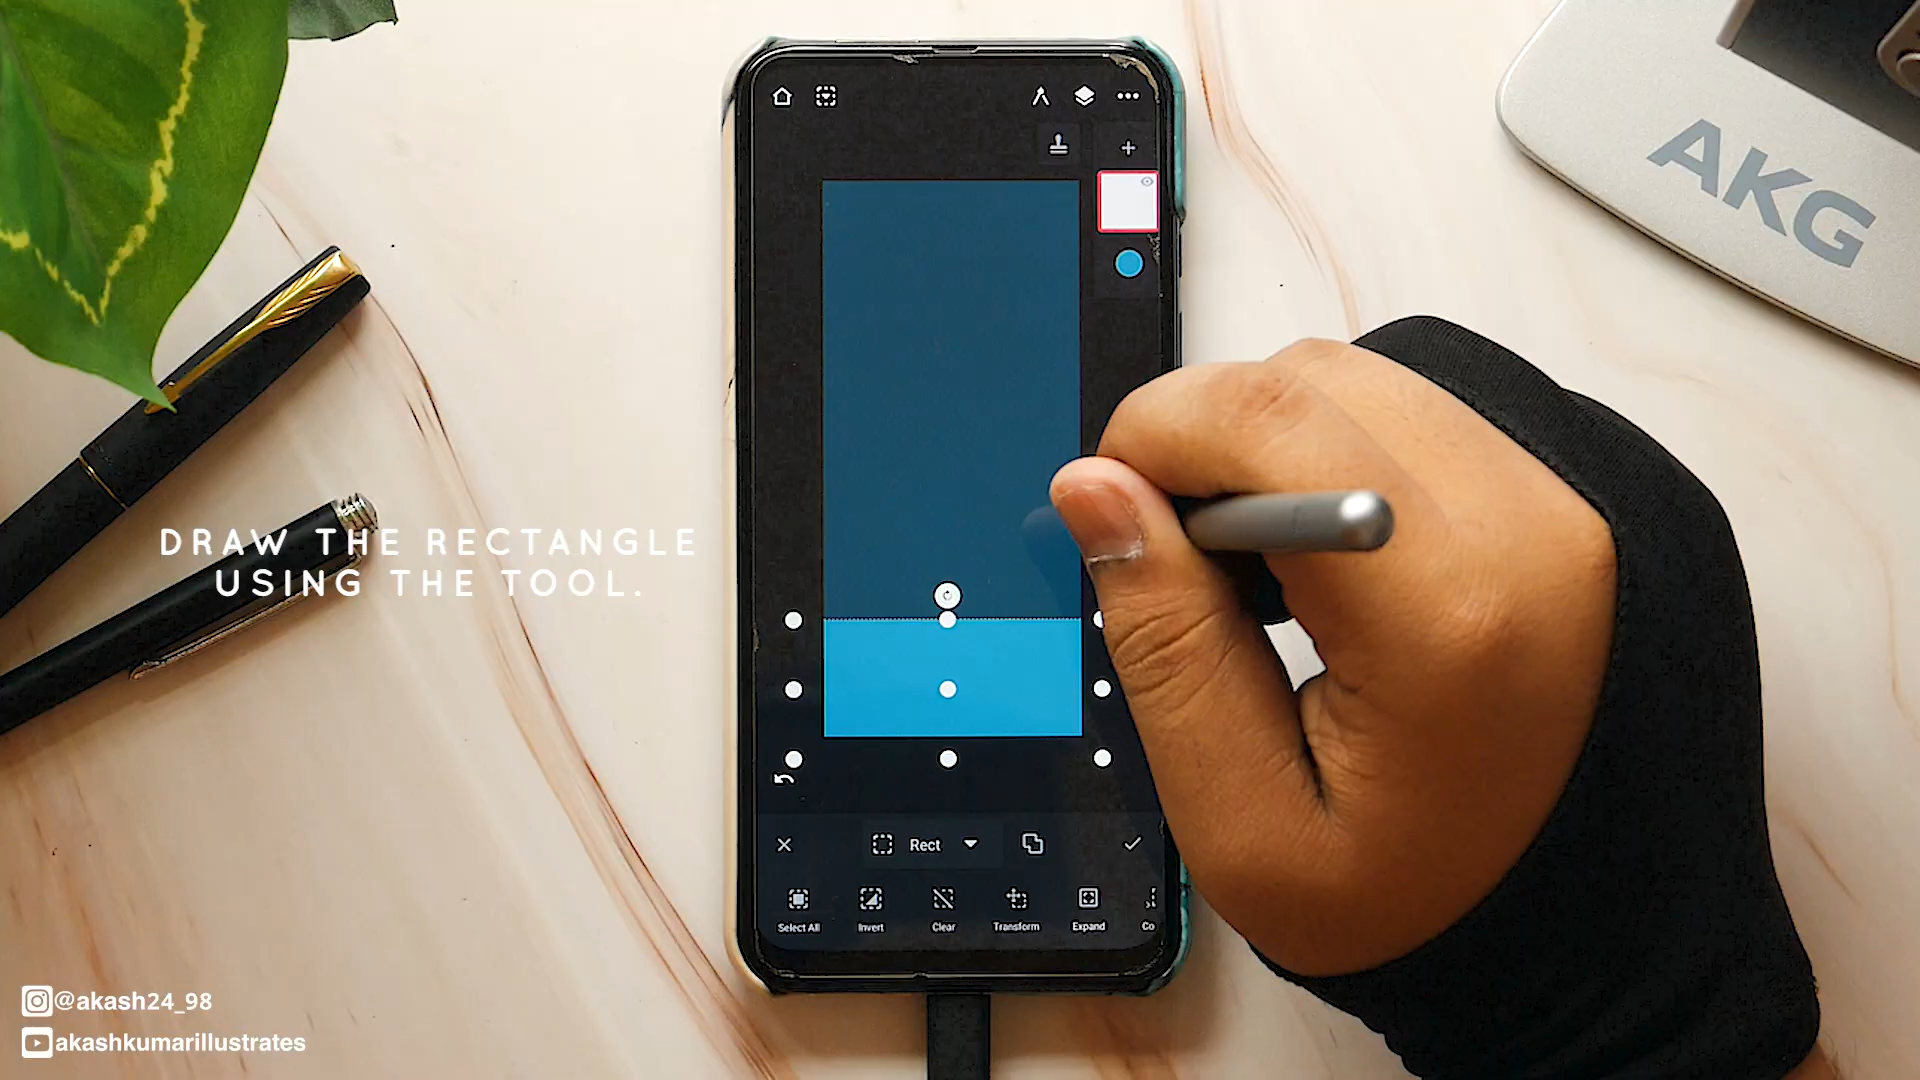 AKG
DRAW THE RECTANGLE
USING THE TOOL.
Rect
Select All Invert Clear Transform Expand Co
@akash24_98
akashkumarillustrates